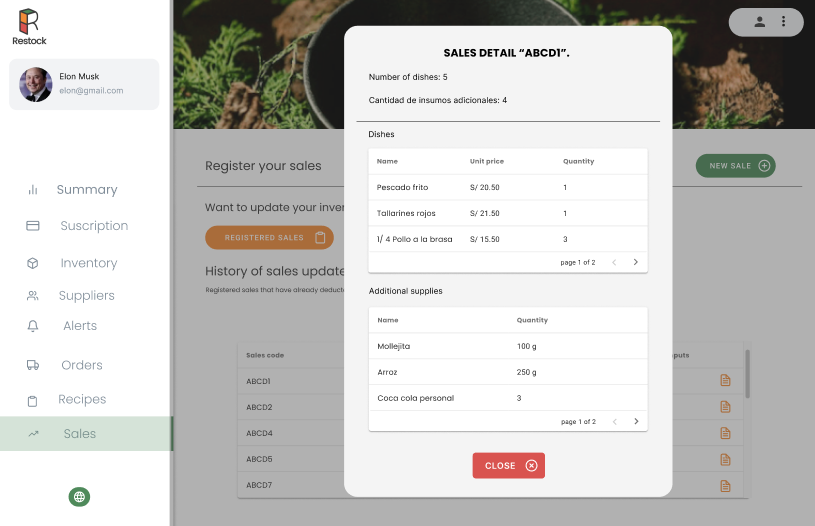 Restock
Elon Musk
elon@gmail.com
Summary
Suscription
Inventory
Suppliers
Alerts
Orders
Recipes
Sales
Register your sales
NEW SALE
Want to update your inver
REGISTERED SALES
History of sales update
Registered sales that have already deducte
Sales code
puts
ABCD1
ABCD2
ABCD4
ABCD5
ABCD7
SALES DETAIL “ABCD1”.
Number of dishes: 5
Cantidad de insumos adicionales: 4
Dishes
Name Unit price Quantity
Pescado frito S/ 20.50 1
Tallarines rojos S/ 21.50 1
1/ 4 Pollo a la brasa S/ 15.50 3
page 1 of 2
Additional supplies
Name Quantity
Mollejita 100 g
Arroz 250 g
Coca cola personal 3
page 1 of 2
CLOSE